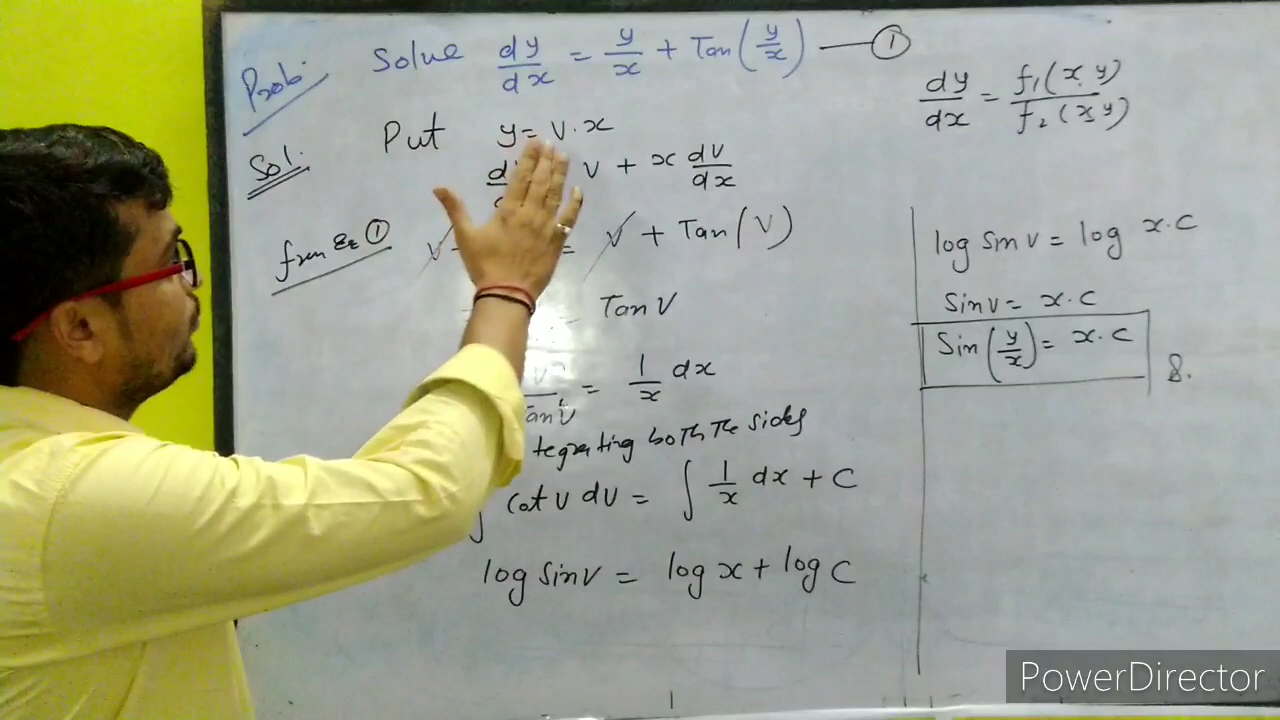 Prob. Solve dy/dx = y/x + Tan(y/x) —①
Sol. Put y = v.x
v + x dv/dx
from Eq ① v = v + Tan(v)
Tan v
= 1/x dx
tegrating both the sides
∫ cot v dv = ∫ 1/x dx + C
log sin v = log x + log C
dy/dx = f₁(x, y)/f₂(x, y)
log sin v = log x.c
Sin v = x.c
Sin(y/x) = x.c
PowerDirector